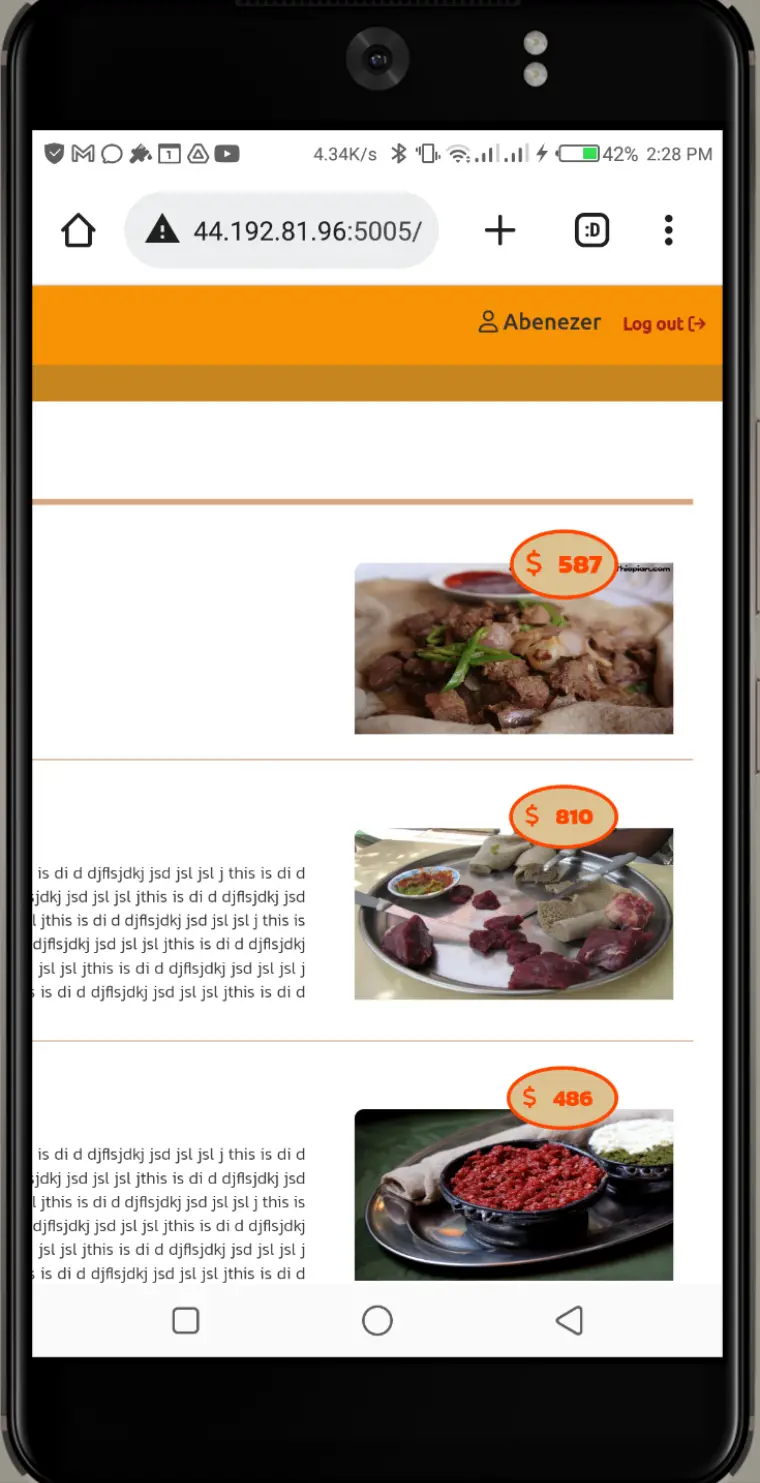 4.34K/s 42% 2:28 PM
44.192.81.96:5005/
:D
Abenezer Log out
$ 587
$ 810
is di d djflsjdkj jsd jsl jsl j this is di d
sjdkj jsd jsl jsl jthis is di d djflsjdkj jsd
l jthis is di d djflsjdkj jsd jsl jsl j this is
djflsjdkj jsd jsl jsl jthis is di d djflsjdkj
jsl jsl jthis is di d djflsjdkj jsd jsl jsl j
s is di d djflsjdkj jsd jsl jsl jthis is di d
$ 486
is di d djflsjdkj jsd jsl jsl j this is di d
sjdkj jsd jsl jsl jthis is di d djflsjdkj jsd
l jthis is di d djflsjdkj jsd jsl jsl j this is
djflsjdkj jsd jsl jsl jthis is di d djflsjdkj
jsl jsl jthis is di d djflsjdkj jsd jsl jsl j
s is di d djflsjdkj jsd jsl jsl jthis is di d